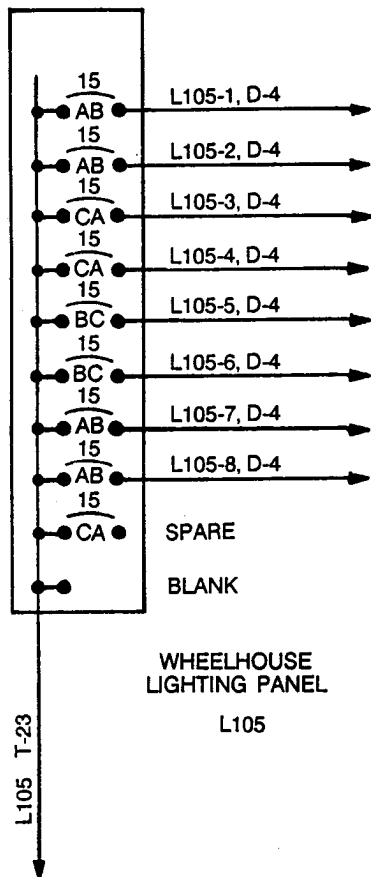 15
AB L105-1, D-4
15
AB L105-2, D-4
15
CA L105-3, D-4
15
CA L105-4, D-4
15
BC L105-5, D-4
15
BC L105-6, D-4
15
AB L105-7, D-4
15
AB L105-8, D-4
15
CA SPARE
BLANK
WHEELHOUSE
LIGHTING PANEL
L105
L105 T-23